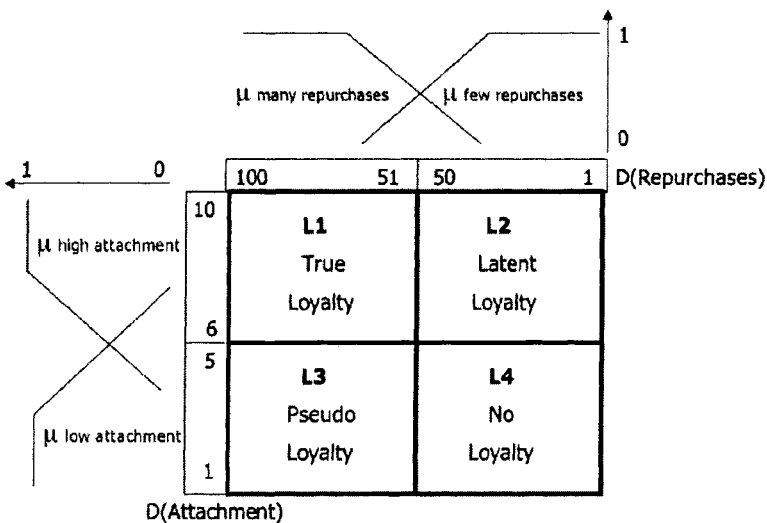 1
μ many repurchases
μ few repurchases
0
1 0
100 51 50 1 D(Repurchases)
10
μ high attachment
L1
True
Loyalty
L2
Latent
Loyalty
6
5
μ low attachment
L3
Pseudo
Loyalty
L4
No
Loyalty
1
D(Attachment)